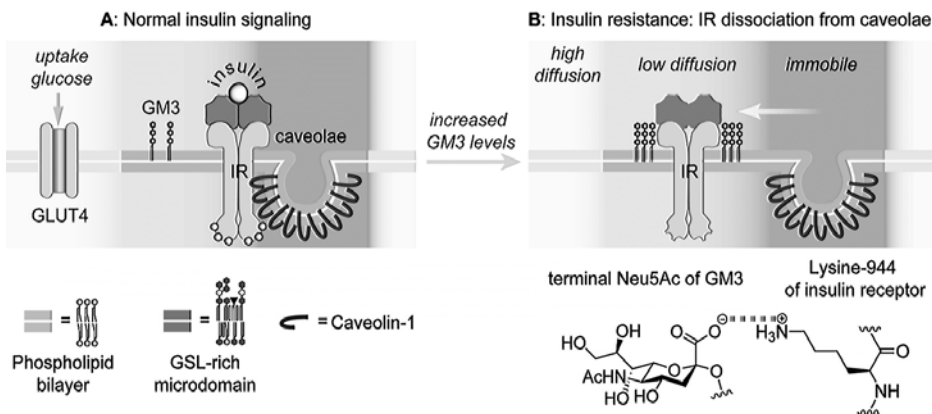 A: Normal insulin signaling
B: Insulin resistance: IR dissociation from caveolae
uptake
glucose
insulin
GM3
caveolae
IR
GLUT4
increased
GM3 levels
high
diffusion
low diffusion
immobile
IR
= Phospholipid
bilayer
= GSL-rich
microdomain
= Caveolin-1
terminal Neu5Ac of GM3
Lysine-944
of insulin receptor
HO
OH
HO
AcHN
HO
O
O
O
⊖
O
⊕
H₃N
O
NH